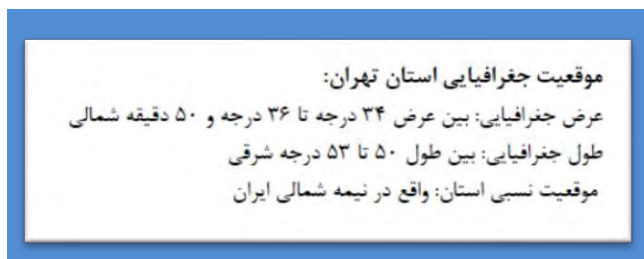 موقعیت جغرافیایی استان تهران:
عرض جغرافیایی: بین عرض ۳۴ درجه تا ۳۶ درجه و ۵۰ دقیقه شمالی
طول جغرافیایی: بین طول ۵۰ تا ۵۳ درجه شرقی
موقعیت نسبی استان: واقع در نیمه شمالی ایران